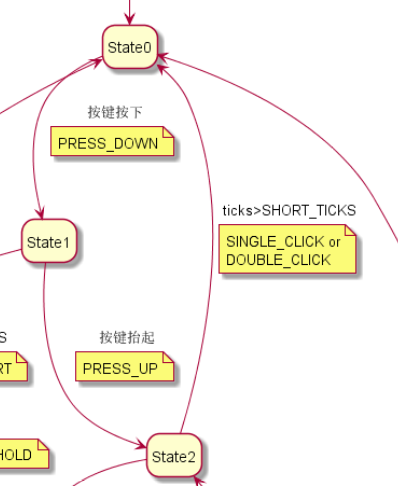 State0
按键按下
PRESS_DOWN
ticks>SHORT_TICKS
State1
SINGLE_CLICK or
DOUBLE_CLICK
S
按键抬起
RT
PRESS_UP
HOLD
State2